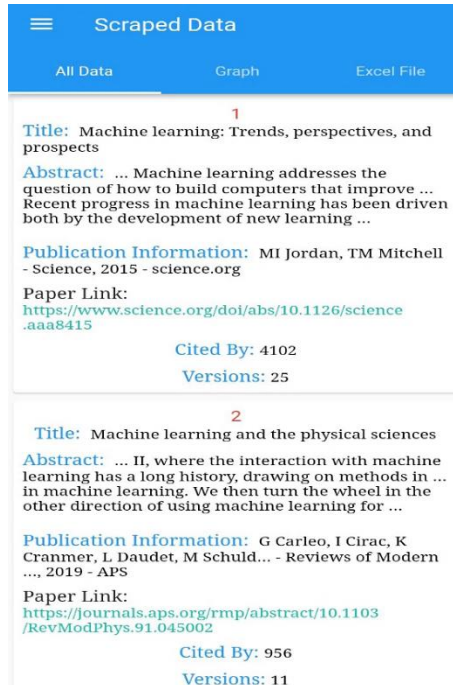 Scraped Data
All Data Graph Excel File
1
Title: Machine learning: Trends, perspectives, and
prospects
Abstract: ... Machine learning addresses the
question of how to build computers that improve ...
Recent progress in machine learning has been driven
both by the development of new learning ...
Publication Information: MI Jordan, TM Mitchell
- Science, 2015 - science.org
Paper Link:
https://www.science.org/doi/abs/10.1126/science
.aaa8415
Cited By: 4102
Versions: 25
2
Title: Machine learning and the physical sciences
Abstract: ... II, where the interaction with machine
learning has a long history, drawing on methods in ...
in machine learning. We then turn the wheel in the
other direction of using machine learning for ...
Publication Information: G Carleo, I Cirac, K
Cranmer, L Daudet, M Schuld... - Reviews of Modern
..., 2019 - APS
Paper Link:
https://journals.aps.org/rmp/abstract/10.1103
/RevModPhys.91.045002
Cited By: 956
Versions: 11